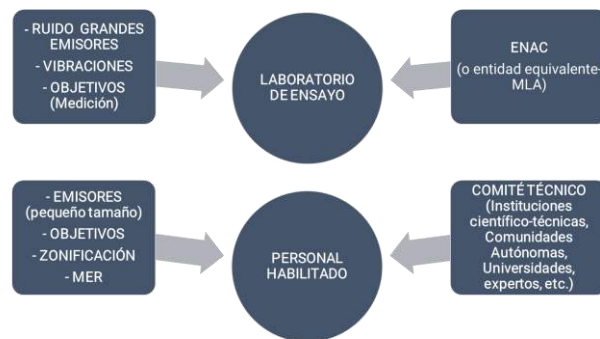 - RUIDO GRANDES
EMISORES
- VIBRACIONES
- OBJETIVOS
(Medición)
LABORATORIO
DE ENSAYO
ENAC
(o entidad equivalente-
MLA)
- EMISORES
(pequeño tamaño)
- OBJETIVOS
- ZONIFICACIÓN
- MER
PERSONAL
HABILITADO
COMITÉ TÉCNICO
(Instituciones
científico-técnicas,
Comunidades
Autónomas,
Universidades,
expertos, etc.)